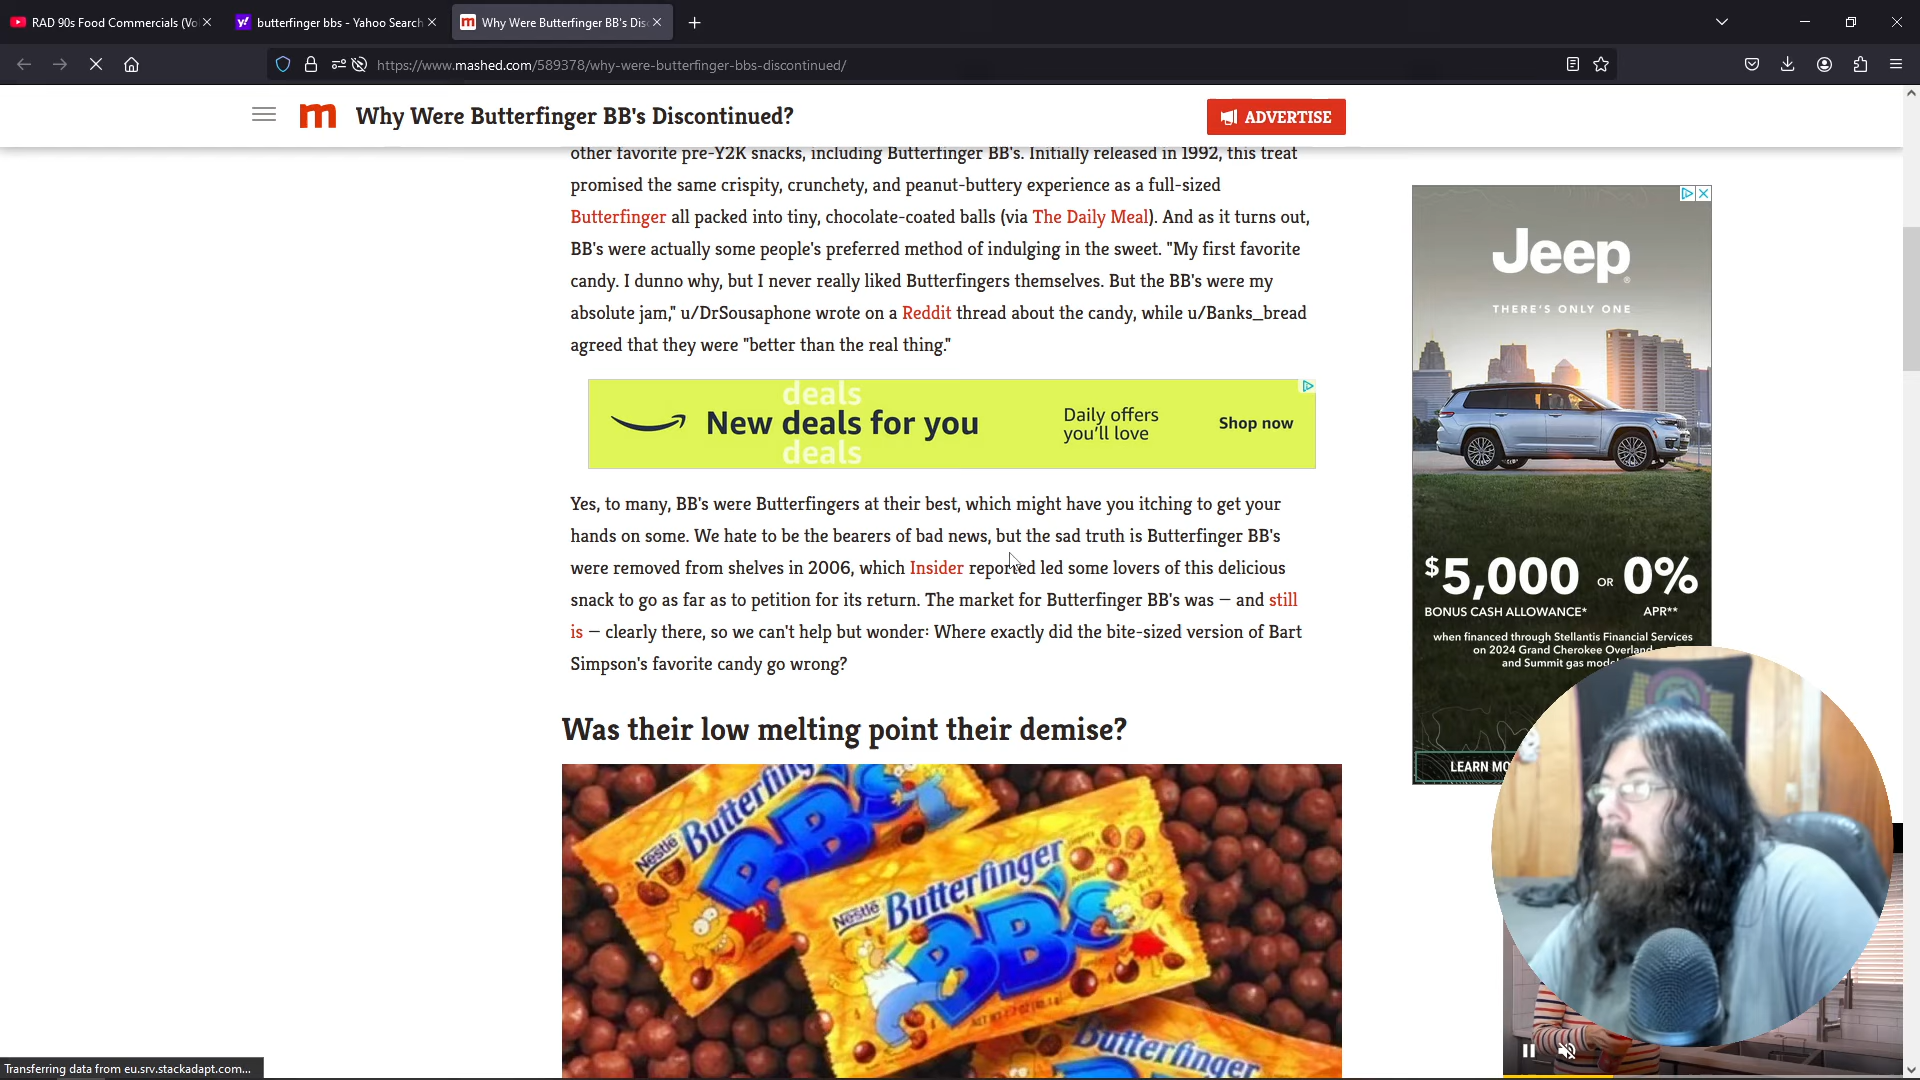 RAD 90s Food Commercials (Vo
butterfinger bbs - Yahoo Search
Why Were Butterfinger BB's Dis
https://www.mashed.com/589378/why-were-butterfinger-bbs-discontinued/
m Why Were Butterfinger BB's Discontinued?
ADVERTISE
other favorite pre-Y2K snacks, including Butterfinger BB's. Initially released in 1992, this treat
promised the same crispity, crunchety, and peanut-buttery experience as a full-sized
Butterfinger all packed into tiny, chocolate-coated balls (via The Daily Meal). And as it turns out,
BB's were actually some people's preferred method of indulging in the sweet. "My first favorite
candy. I dunno why, but I never really liked Butterfingers themselves. But the BB's were my
absolute jam," u/DrSousaphone wrote on a Reddit thread about the candy, while u/Banks_bread
agreed that they were "better than the real thing."
deals
New deals for you
deals
Daily offers
you'll love
Shop now
Yes, to many, BB's were Butterfingers at their best, which might have you itching to get your
hands on some. We hate to be the bearers of bad news, but the sad truth is Butterfinger BB's
were removed from shelves in 2006, which Insider reported led some lovers of this delicious
snack to go as far as to petition for its return. The market for Butterfinger BB's was — and still
is — clearly there, so we can't help but wonder: Where exactly did the bite-sized version of Bart
Simpson's favorite candy go wrong?
Was their low melting point their demise?
Butterfing
Nestlé
BB's
Nestlé
Butterfinger
BB's
Butterfinger
Jeep
THERE'S ONLY ONE
$5,000 OR 0%
BONUS CASH ALLOWANCE* APR**
when financed through Stellantis Financial Services
on 2024 Grand Cherokee Overland
and Summit gas mode
LEARN MO
Transferring data from eu.srv.stackadapt.com...